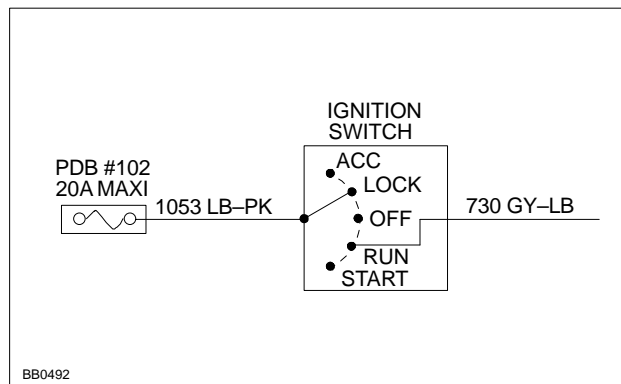 IGNITION
SWITCH
PDB #102
20A MAXI
1053 LB–PK
ACC
LOCK
OFF
RUN
START
730 GY–LB
BB0492